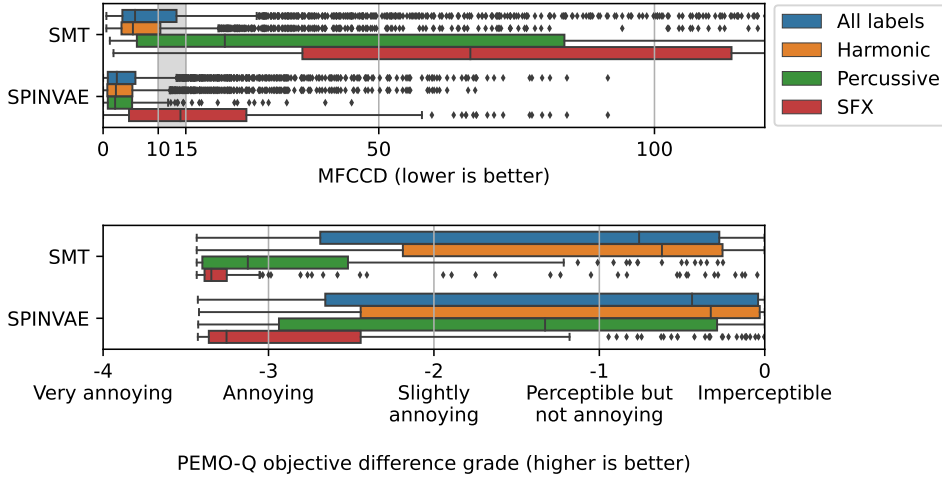 SMT
SPINVAE
0 10 15 50 100
MFCCD (lower is better)
All labels
Harmonic
Percussive
SFX
SMT
SPINVAE
-4 -3 -2 -1 0
Very annoying Annoying Slightly Perceptible but Imperceptible
annoying not annoying
PEMO-Q objective difference grade (higher is better)